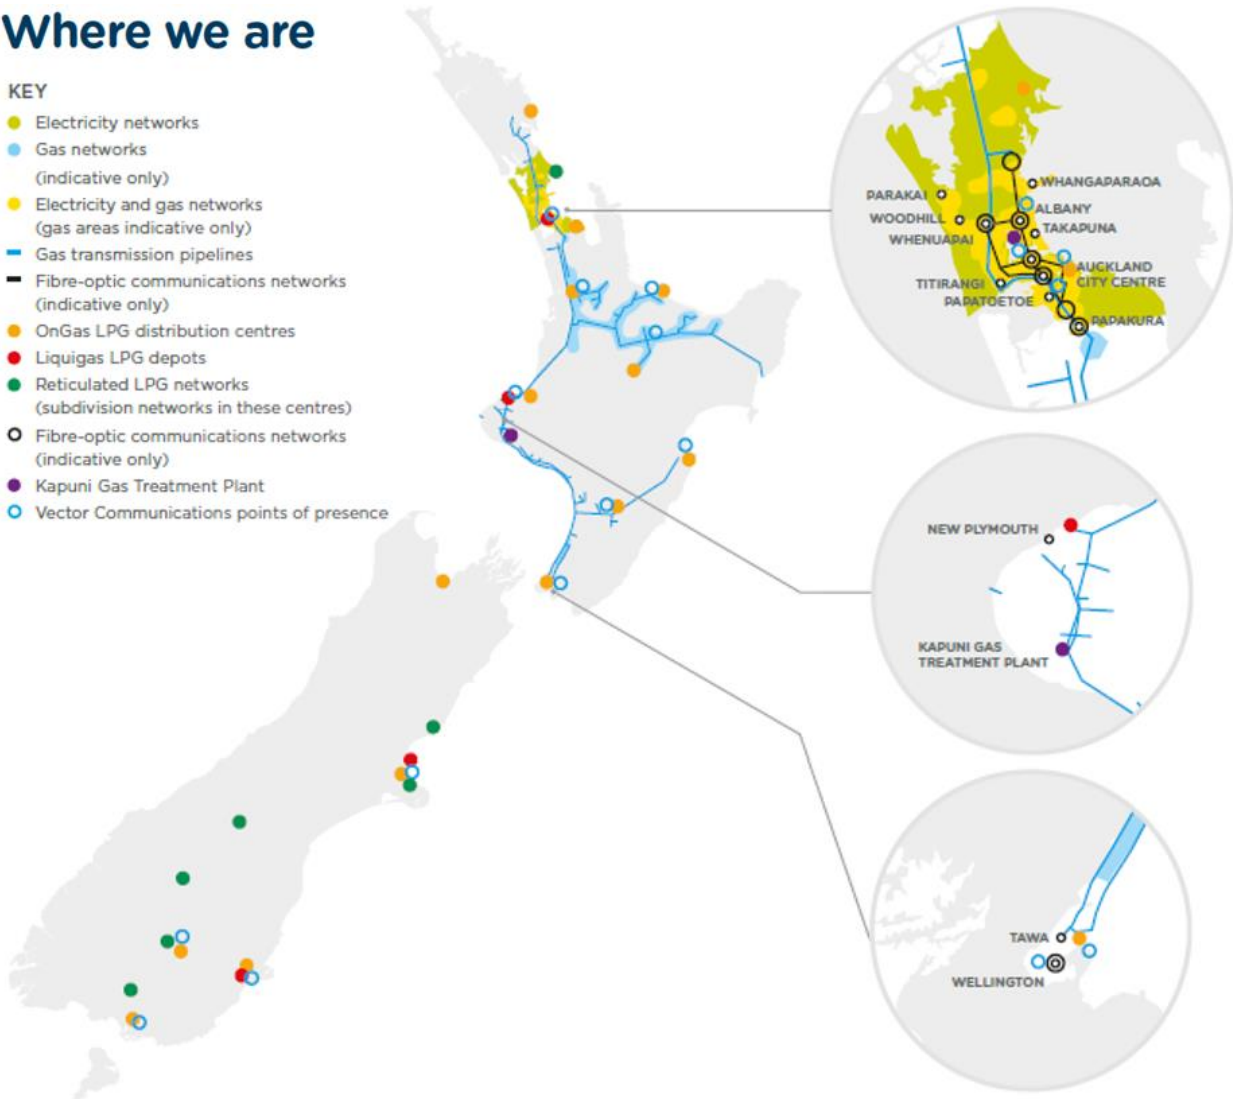 Where we are
KEY
Electricity networks
Gas networks
(indicative only)
Electricity and gas networks
(gas areas indicative only)
Gas transmission pipelines
Fibre-optic communications networks
(indicative only)
OnGas LPG distribution centres
Liquigas LPG depots
Reticulated LPG networks
(subdivision networks in these centres)
Fibre-optic communications networks
(indicative only)
Kapuni Gas Treatment Plant
Vector Communications points of presence
WHANGAPARAOA
PARAKAI
ALBANY
WOODHILL
TAKAPUNA
WHENUAPAI
AUCKLAND
CITY CENTRE
TITIRANGI
PAPATOETOE
PAPAKURA
NEW PLYMOUTH
KAPUNI GAS
TREATMENT PLANT
TAWA
WELLINGTON